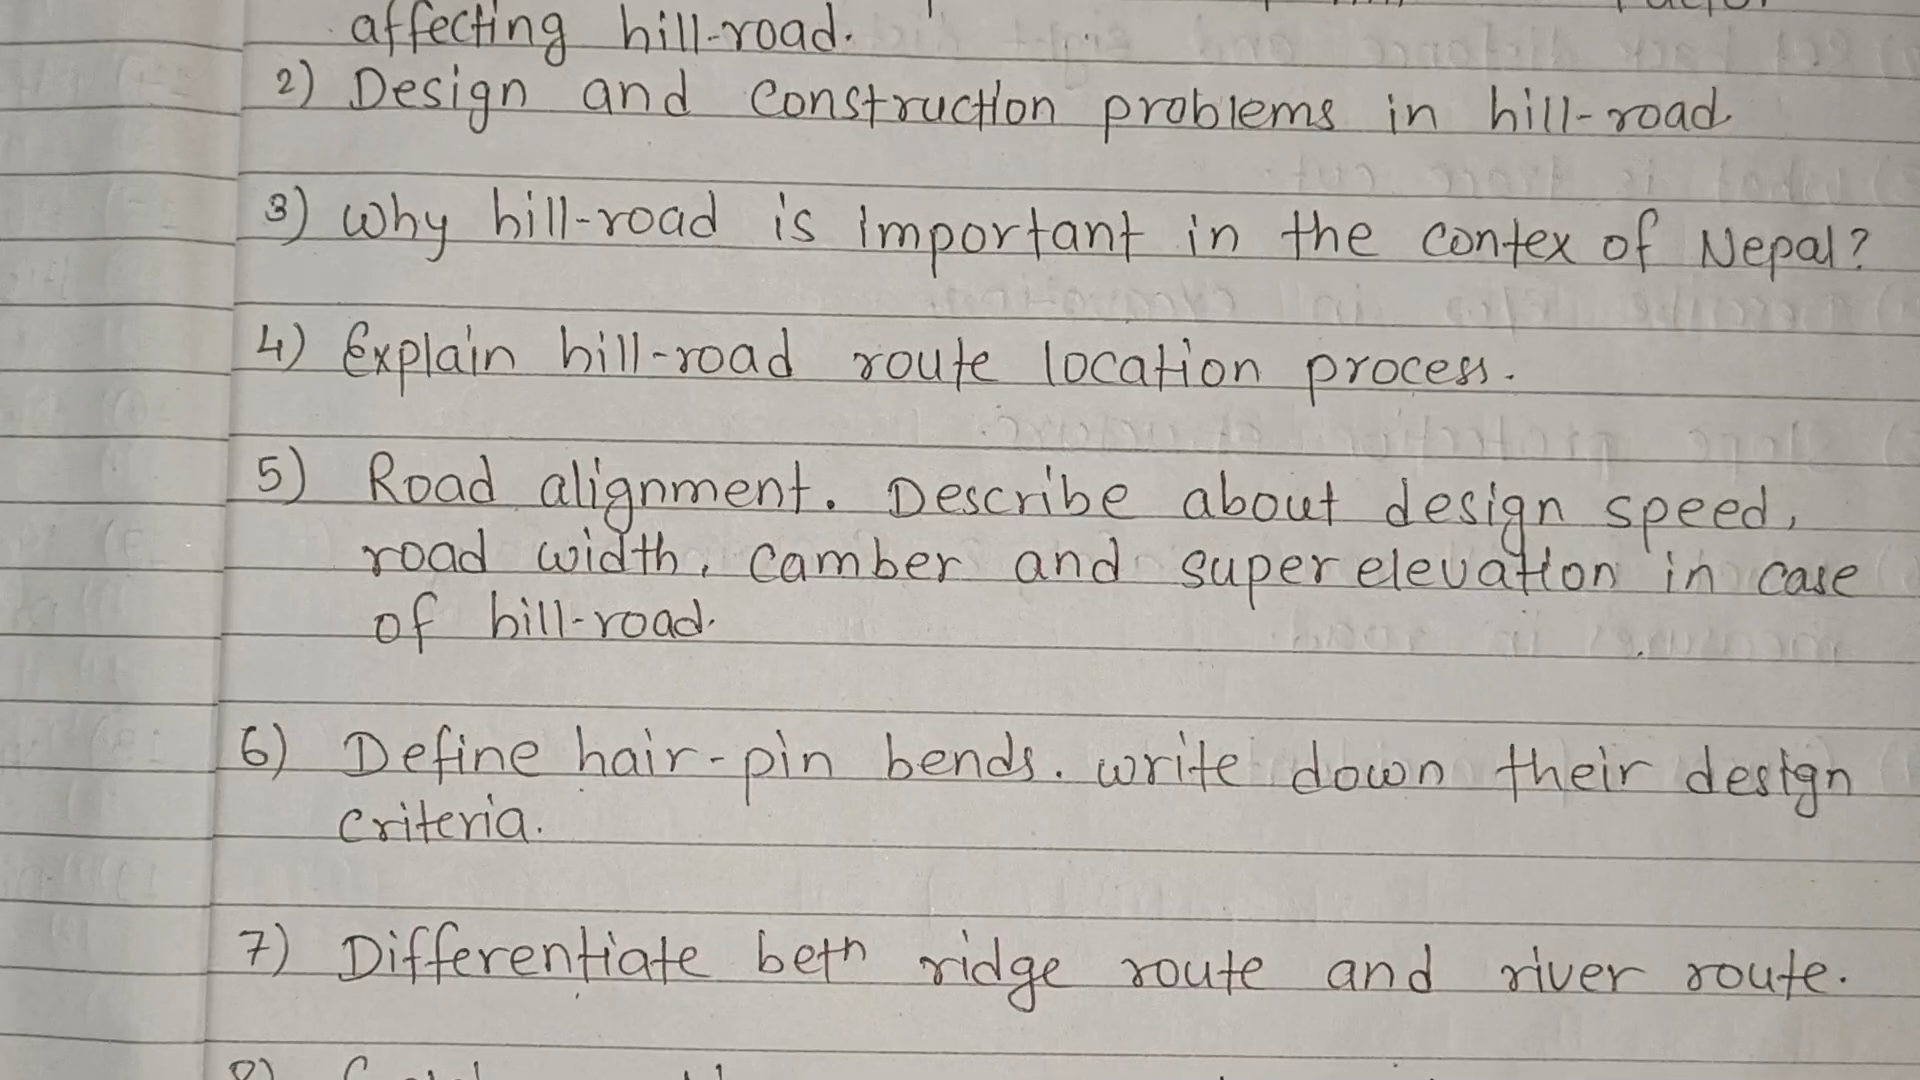 affecting hill-road.
2) Design and construction problems in hill-road
3) Why hill-road is important in the contex of Nepal?
4) Explain hill-road route location process.
5) Road alignment. Describe about design speed,
road width, camber and superelevation in case
of hill-road.
6) Define hair-pin bends. write down their design
criteria.
7) Differentiate betn ridge route and river route.